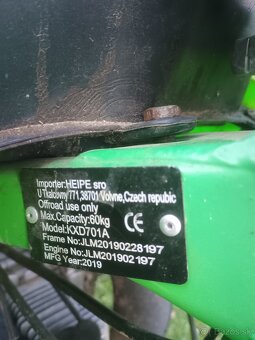 Importer:HEIPE sro
U Tkalcovny 771,38701 Volyne,Czech repubic
Offroad use only
Max.Capacity:60kg
Model:KXD701A
Frame No:JLM20190228197
Engine No:JLM201902197
MFG Year:2019
CE